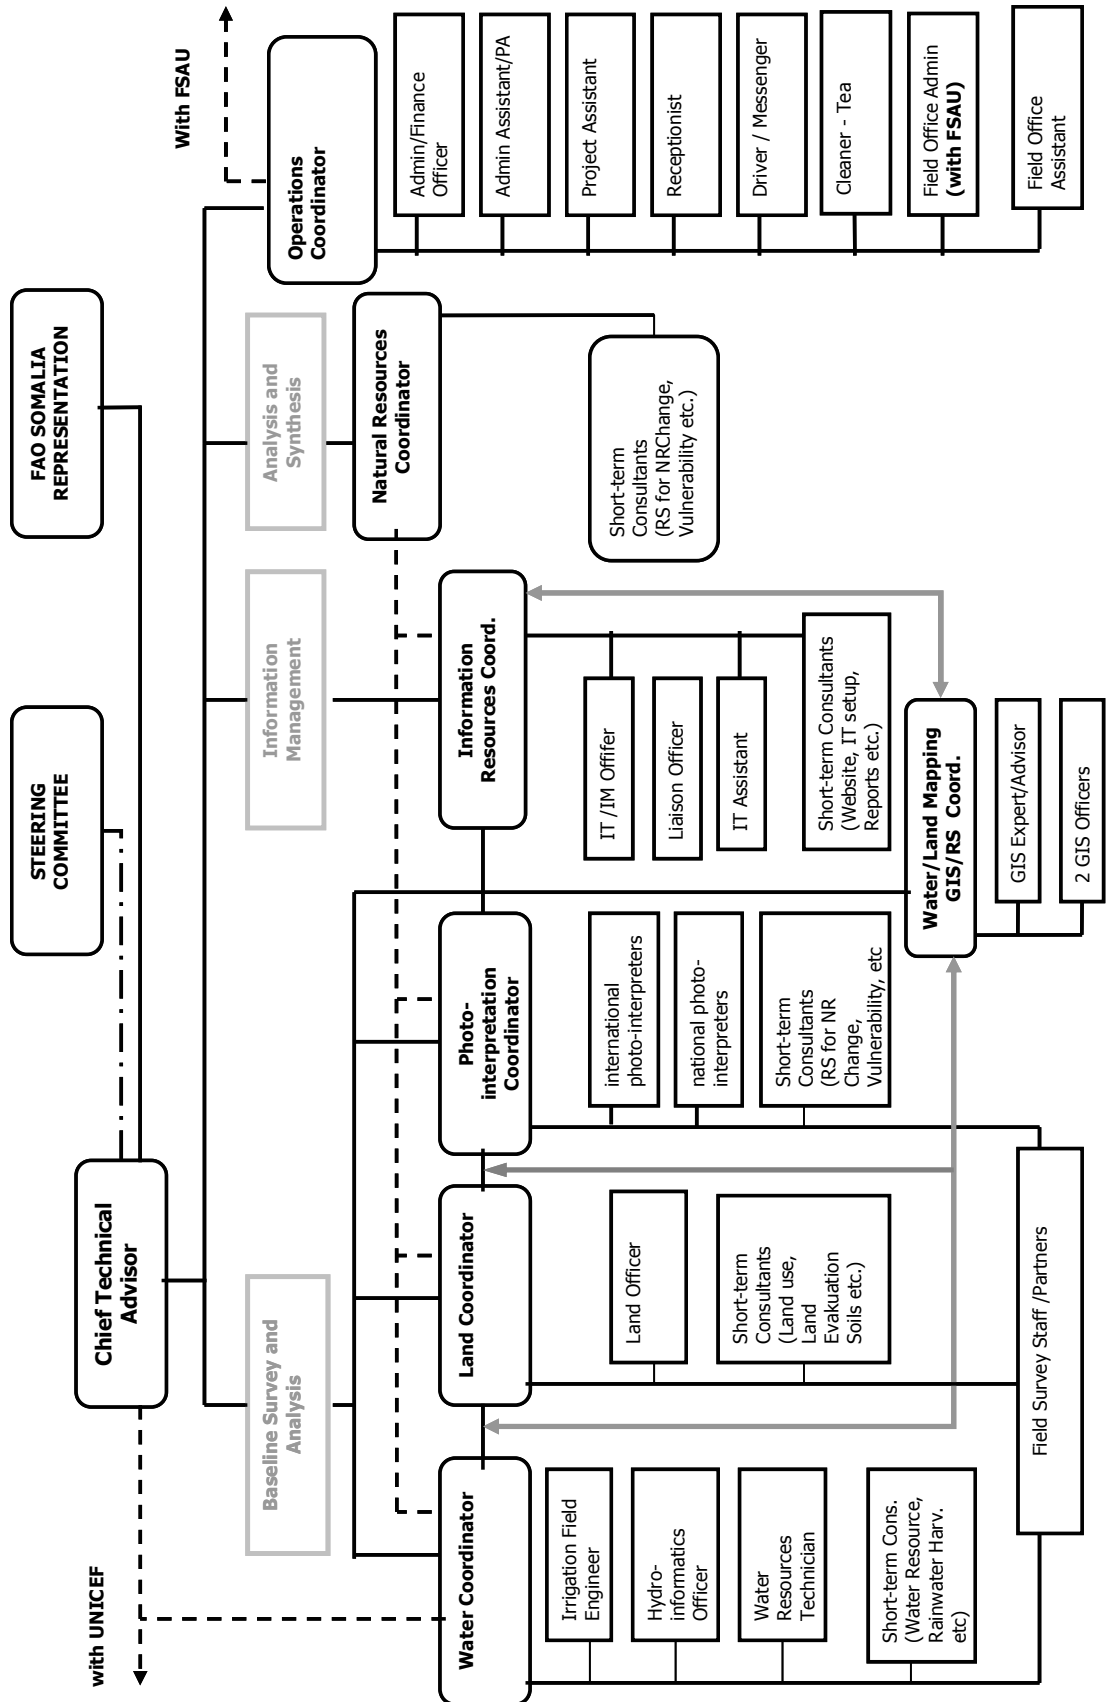 STEERING
COMMITTEE
FAO SOMALIA
REPRESENTATION
Chief Technical
Advisor
with UNICEF
With FSAU
Baseline Survey and
Analysis
Information
Management
Analysis and
Synthesis
Operations
Coordinator
Natural Resources
Coordinator
Water Coordinator
Land Coordinator
Photo-
interpretation
Coordinator
Information
Resources Coord.
Irrigation Field
Engineer
Hydro-
informatics
Officer
Water
Resources
Technician
Short-term Cons.
(Water Resource,
Rainwater Harv.
etc)
Land Officer
Short-term
Consultants
(Land use,
Land
Evakuation
Soils etc.)
international
photo-interpreters
national photo-
interpreters
Short-term
Consultants
(RS for NR
Change,
Vulnerability, etc
Field Survey Staff /Partners
IT /IM Offifer
Liaison Officer
IT Assistant
Short-term Consultants
(Website, IT setup,
Reports etc.)
Water/Land Mapping
GIS/RS Coord.
GIS Expert/Advisor
2 GIS Officers
Short-term
Consultants
(RS for NRChange,
Vulnerability etc.)
Admin/Finance
Officer
Admin Assistant/PA
Project Assistant
Receptionist
Driver / Messenger
Cleaner - Tea
Field Office Admin
(with FSAU)
Field Office
Assistant